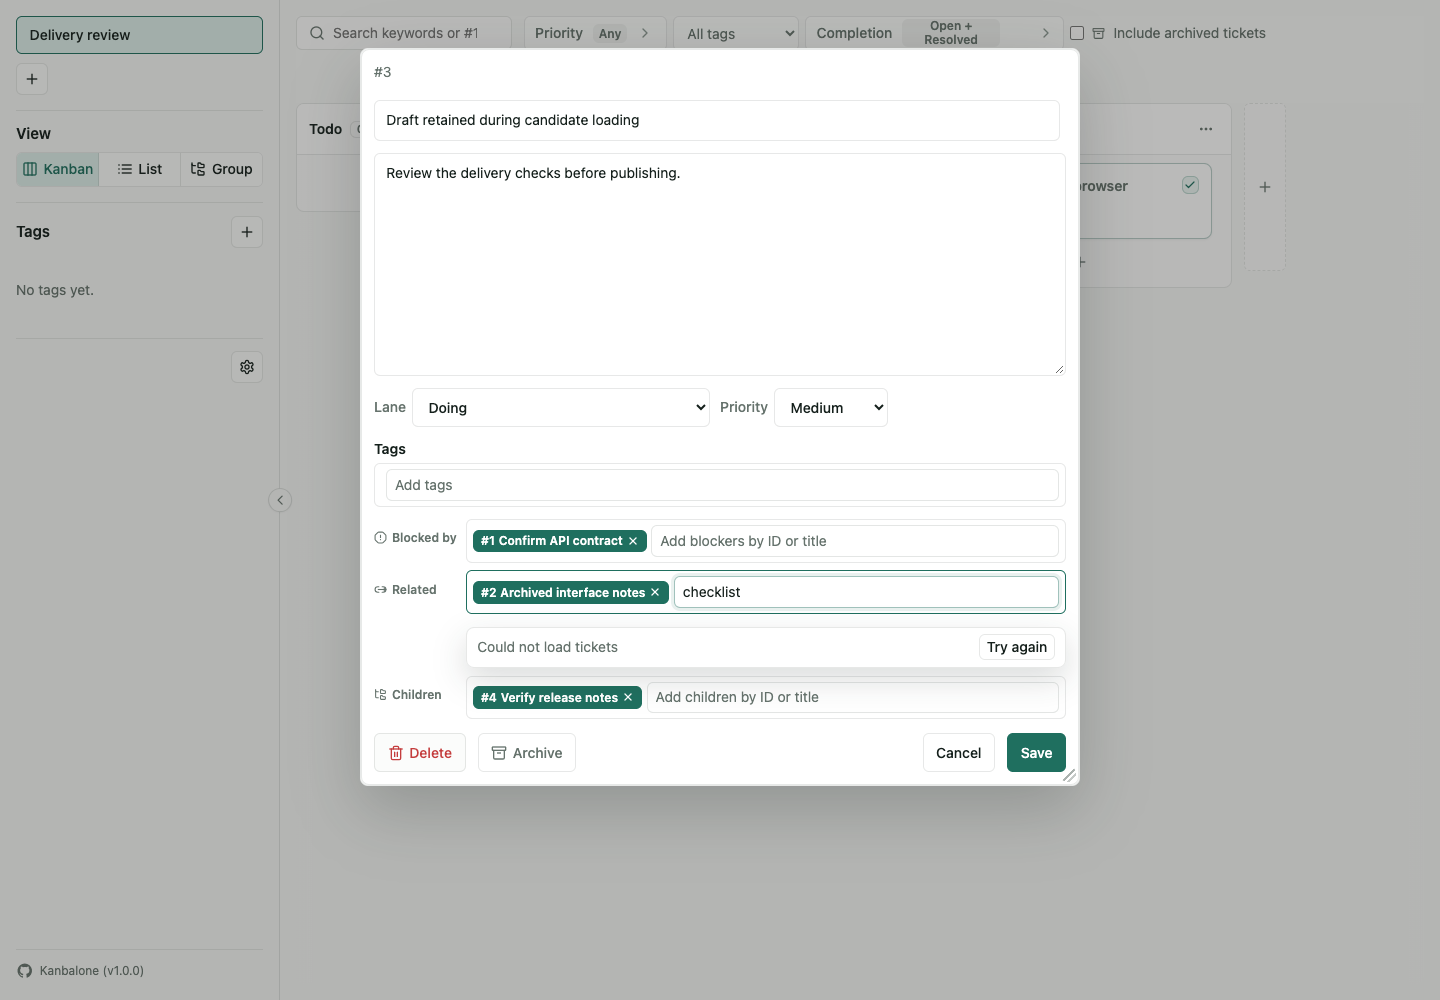 Delivery review
View
Kanban
List
Group
Tags
No tags yet.
Kanbalone (v1.0.0)
Search keywords or #1
Priority Any
All tags
Completion
Open +
Resolved
Include archived tickets
Todo
rowser
#3
Draft retained during candidate loading
Review the delivery checks before publishing.
Lane Doing
Priority Medium
Tags
Add tags
Blocked by
#1 Confirm API contract
Add blockers by ID or title
Related
#2 Archived interface notes
checklist
Could not load tickets
Try again
Children
#4 Verify release notes
Add children by ID or title
Delete
Archive
Cancel
Save